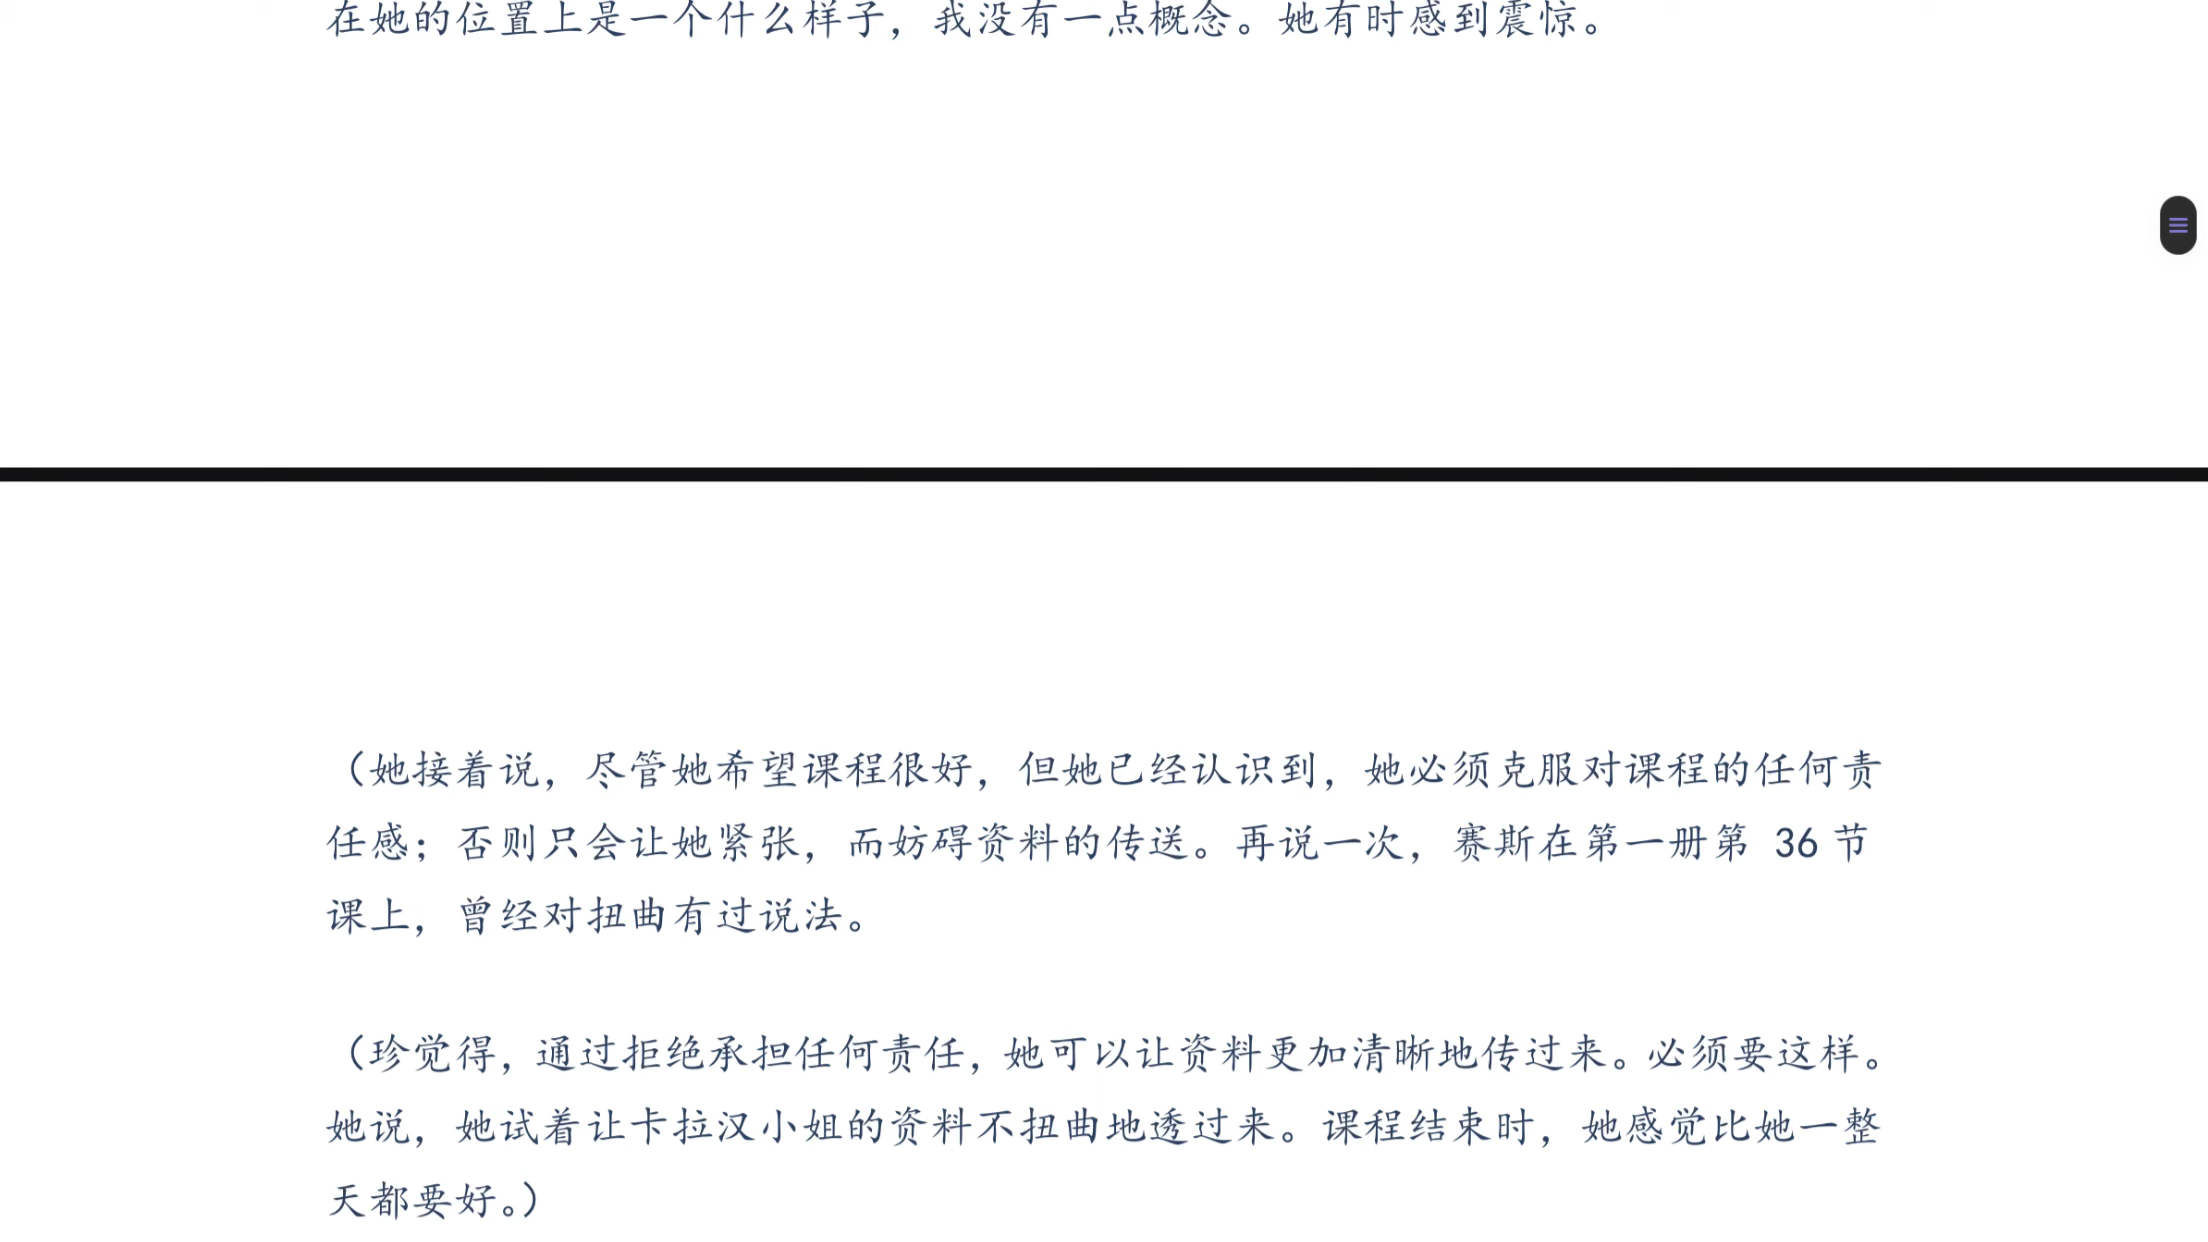 在她的位置上是一个什么样子，我没有一点概念。她有时感到震惊。
（她接着说，尽管她希望课程很好，但她已经认识到，她必须克服对课程的任何责
任感；否则只会让她紧张，而妨碍资料的传送。再说一次，赛斯在第一册第 36 节
课上，曾经对扭曲有过说法。
（珍觉得，通过拒绝承担任何责任，她可以让资料更加清晰地传过来。必须要这样。
她说，她试着让卡拉汉小姐的资料不扭曲地透过来。课程结束时，她感觉比她一整
天都要好。）